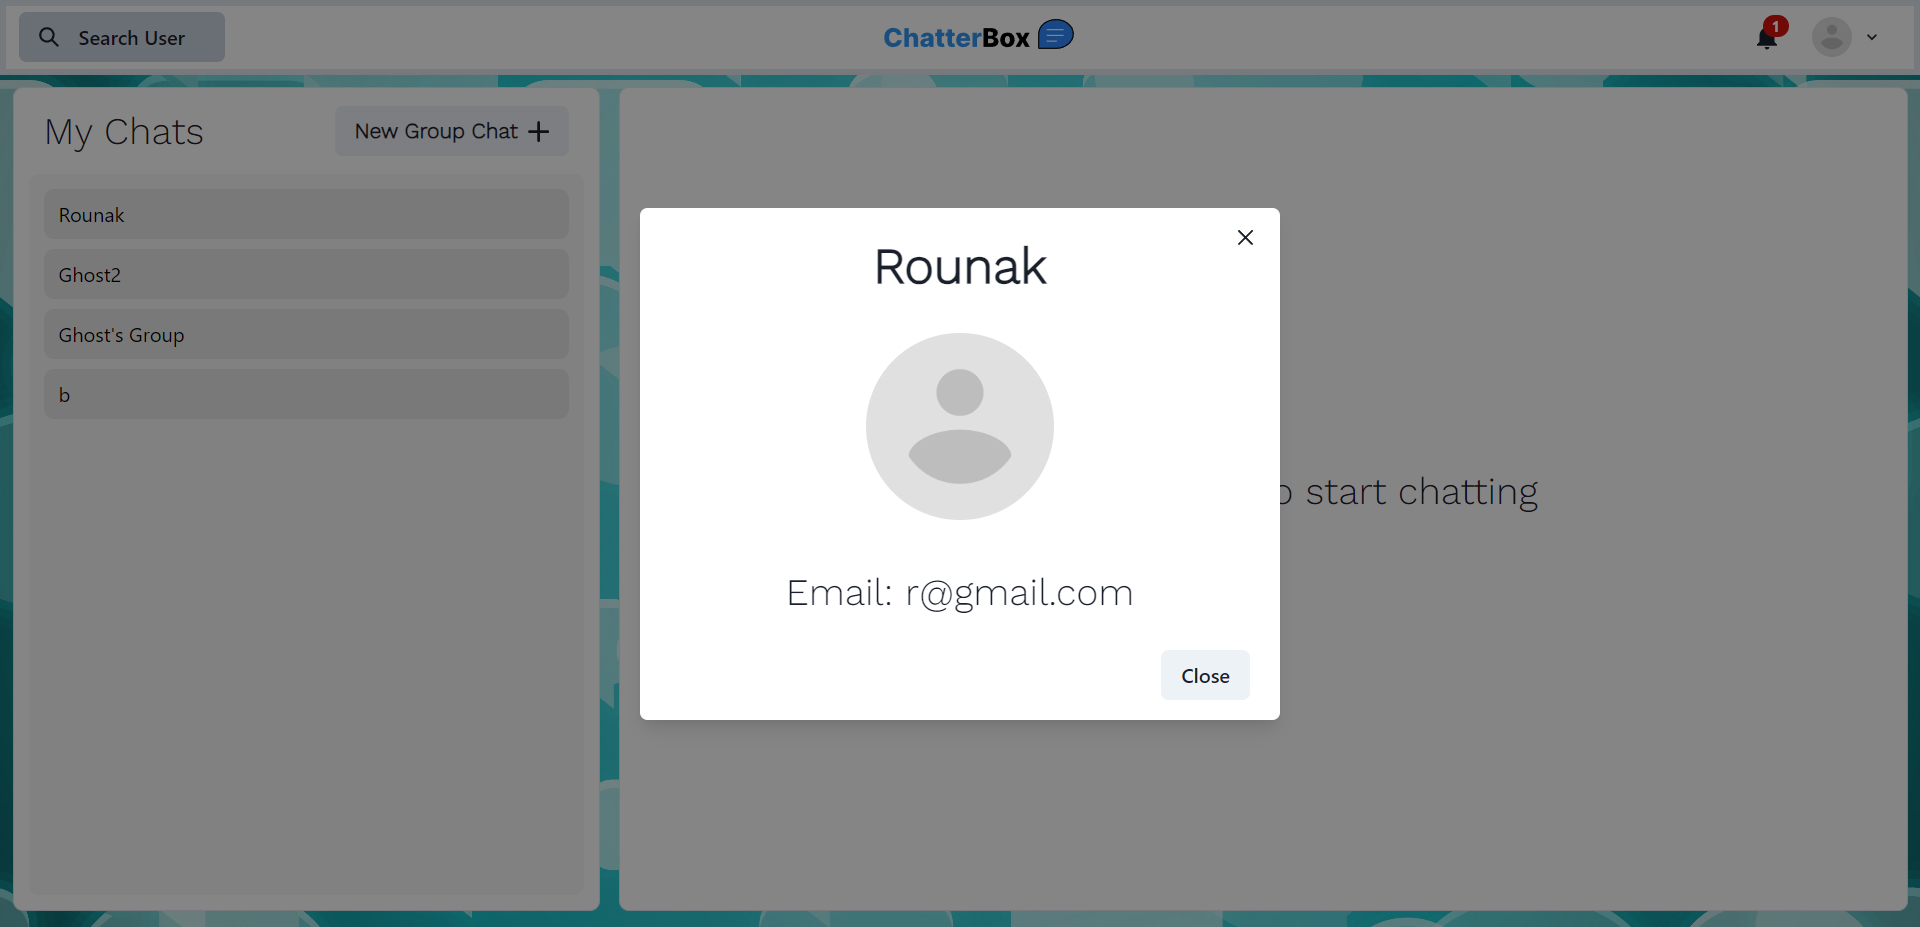 Search User
ChatterBox
1
My Chats
New Group Chat
Rounak
Ghost2
Ghost's Group
b
Rounak
Email: r@gmail.com
Close
start chatting